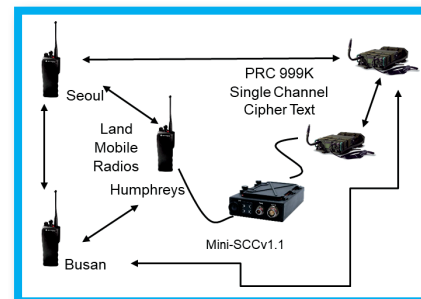 PRC 999K
Single Channel
Cipher Text
Seoul
Land
Mobile
Radios
Humphreys
Mini-SCCv1.1
Busan